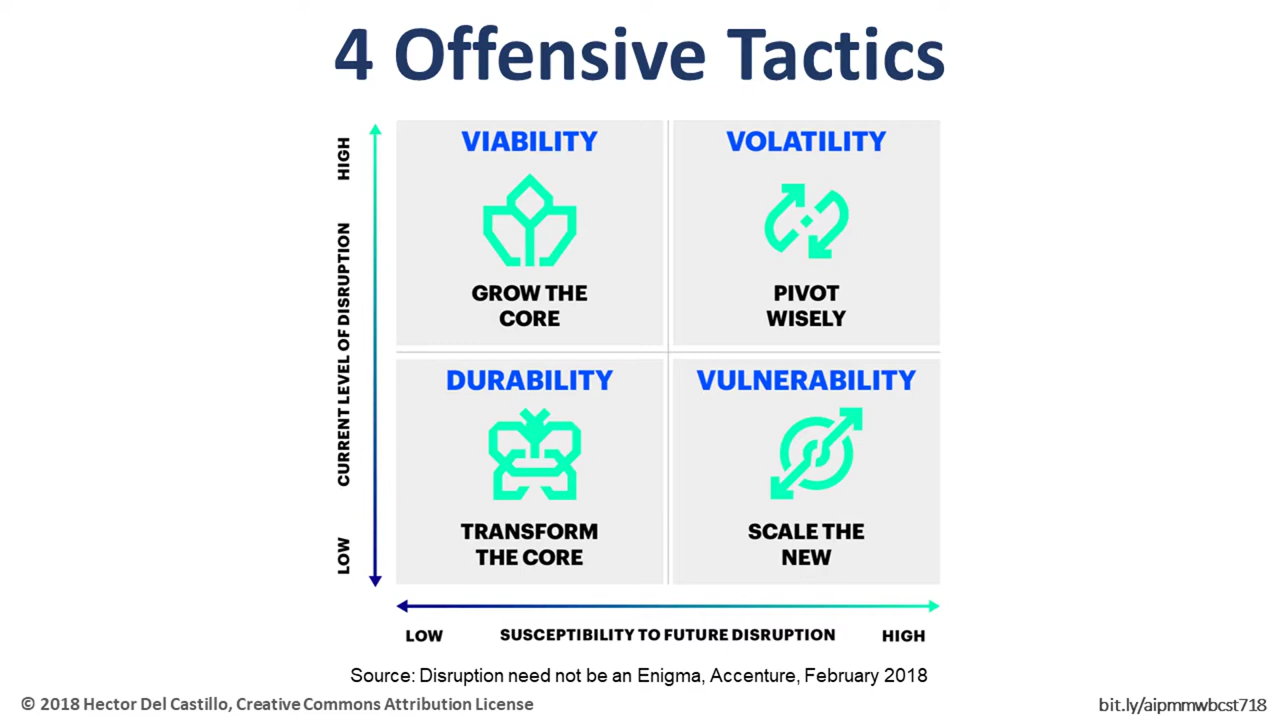 4 Offensive Tactics
HIGH
CURRENT LEVEL OF DISRUPTION
LOW
VIABILITY
GROW THE
CORE
VOLATILITY
PIVOT
WISELY
DURABILITY
TRANSFORM
THE CORE
VULNERABILITY
SCALE THE
NEW
LOW
SUSCEPTIBILITY TO FUTURE DISRUPTION
HIGH
Source: Disruption need not be an Enigma, Accenture, February 2018
© 2018 Hector Del Castillo, Creative Commons Attribution License
bit.ly/aipmmwbcst718